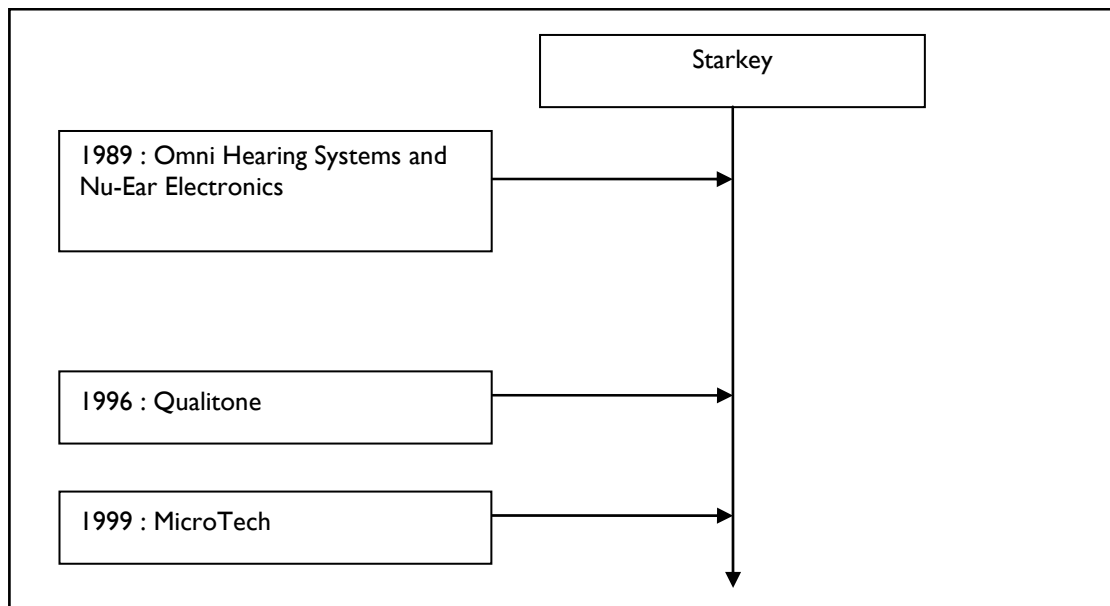 Starkey
1989 : Omni Hearing Systems and
Nu-Ear Electronics
1996 : Qualitone
1999 : MicroTech